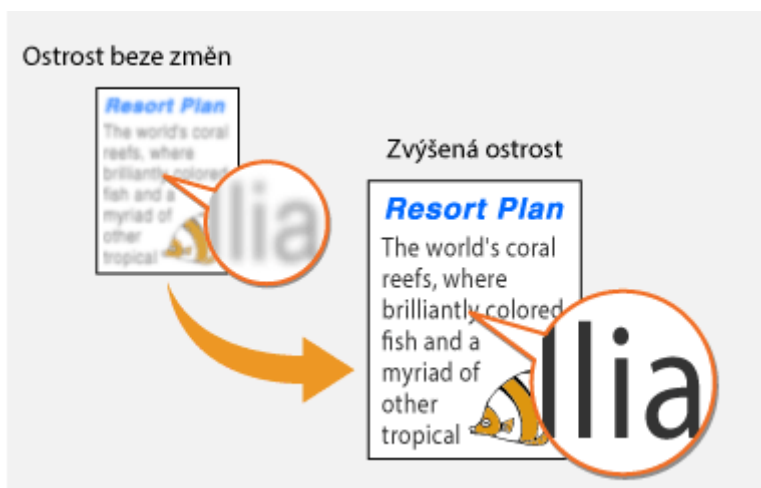 Ostrost beze změn
Resort Plan
The world's coral
reefs, where
brilliantly colored
fish and a
myriad of
other
tropical
llia
Zvýšená ostrost
Resort Plan
The world's coral
reefs, where
brilliantly colored
fish and a
myriad of
other
tropical
llia